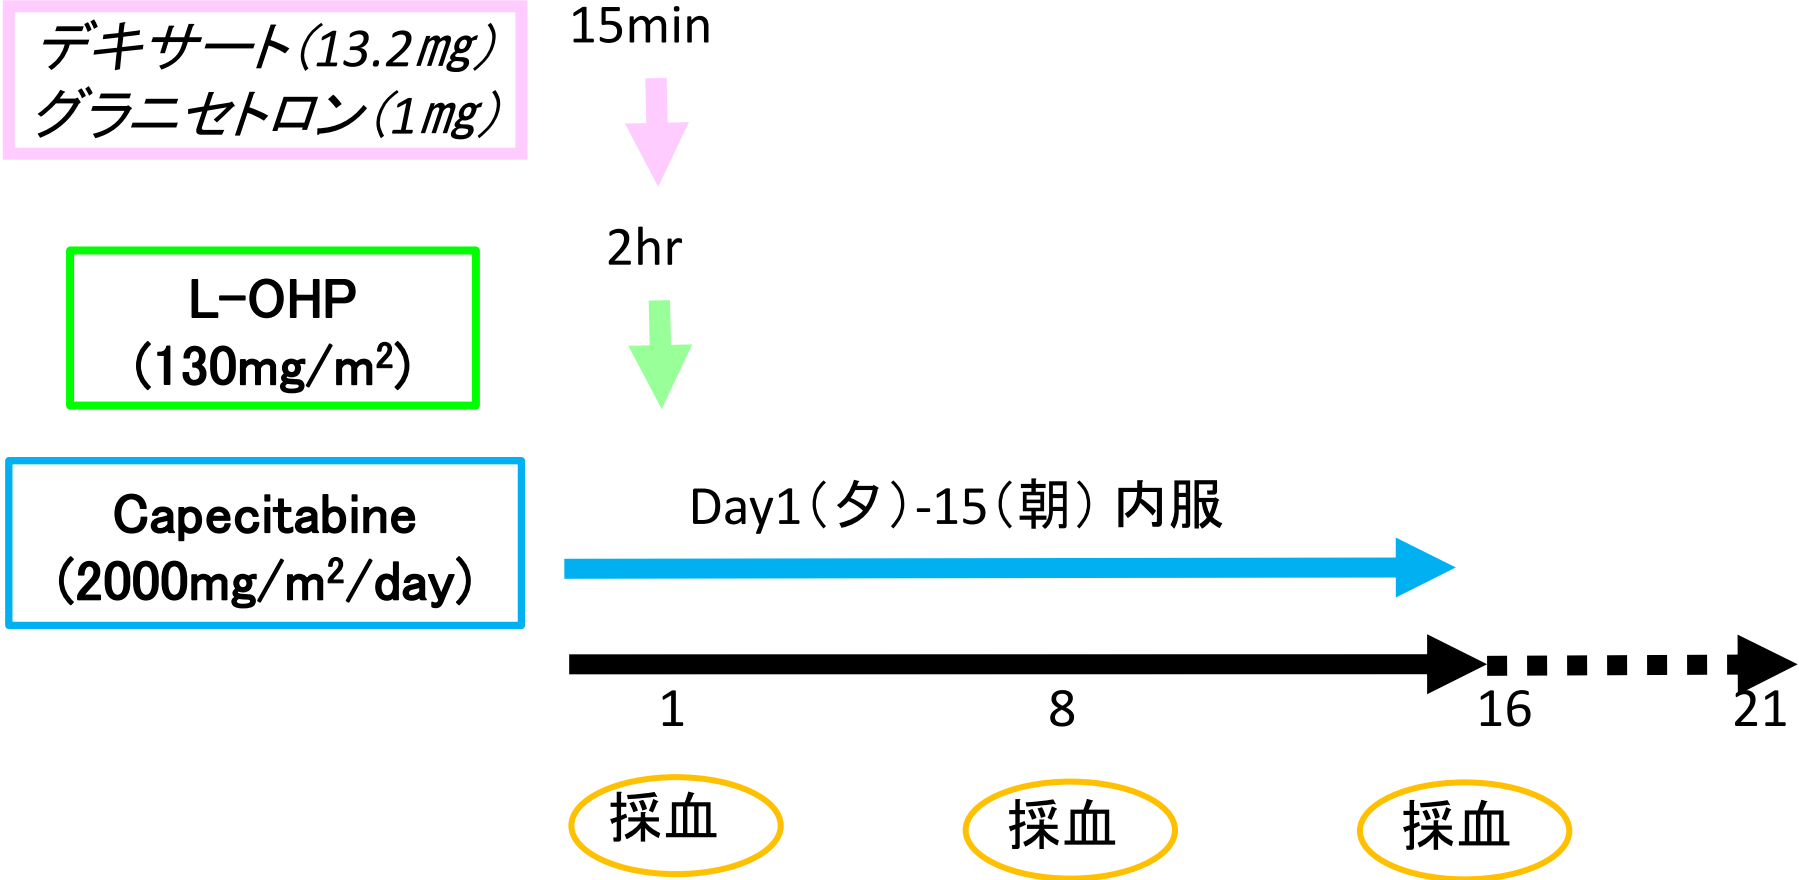 デキサート(13.2㎎)
グラニセトロン(1㎎)
15min
2hr
L-OHP
(130mg/m²)
Capecitabine
(2000mg/m²/day)
Day1(夕)-15(朝) 内服
1 8 16 21
採血 採血 採血